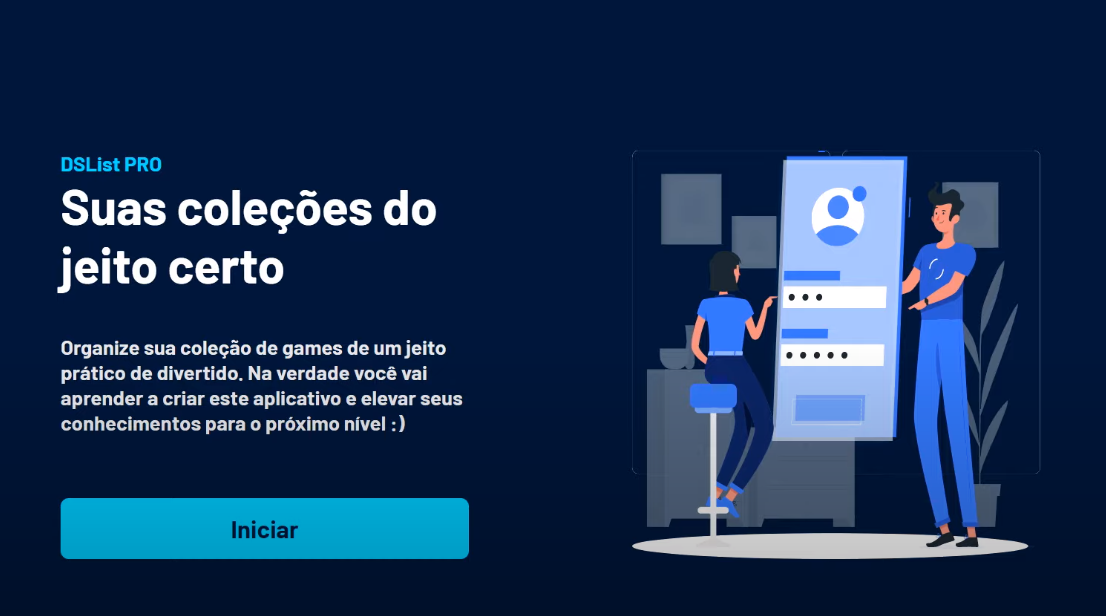 DSList PRO
Suas coleções do
jeito certo
Organize sua coleção de games de um jeito
prático de divertido. Na verdade você vai
aprender a criar este aplicativo e elevar seus
conhecimentos para o próximo nível :)
Iniciar